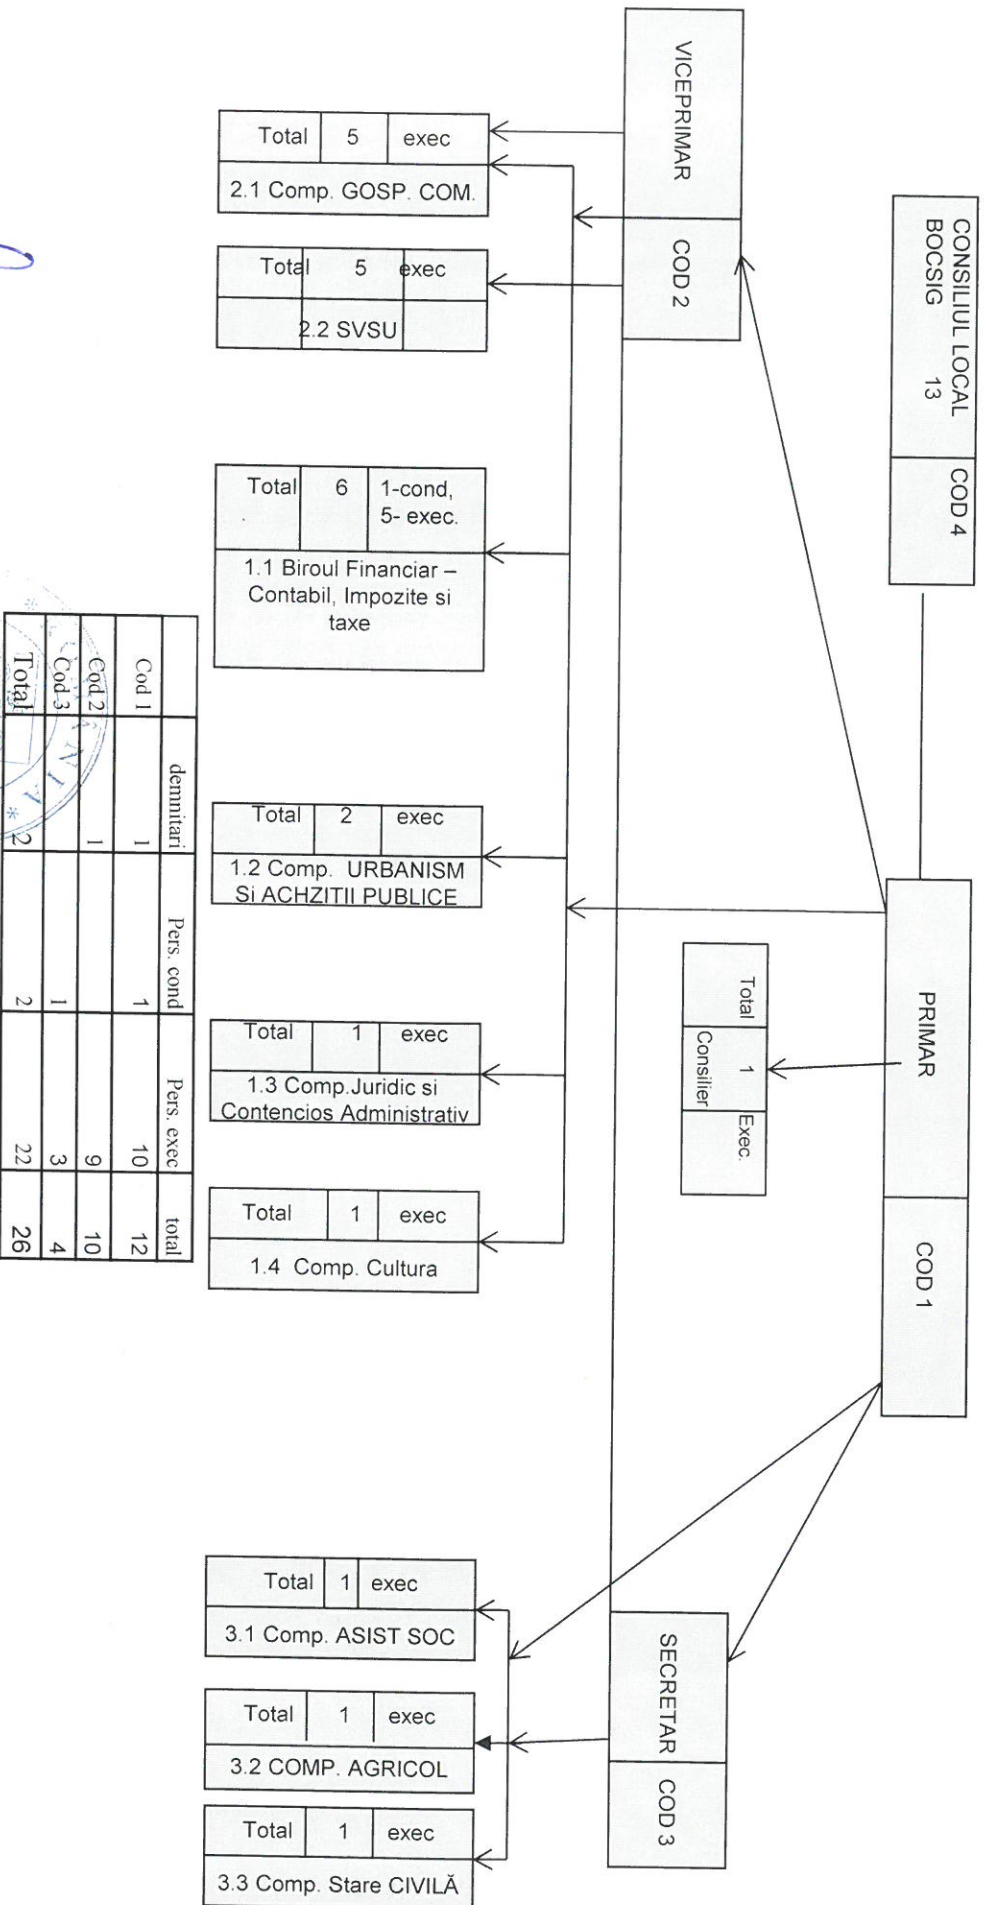 CONSILIUL LOCAL
BOCSIG 13
COD 4
PRIMAR
COD 1
VICEPRIMAR
COD 2
Total 1 Exec.
Consilier
SECRETAR
COD 3
Total 5 exec
2.1 Comp. GOSP. COM.
Total 5 exec
2.2 SVSU
Total 6 1-cond,
5- exec.
1.1 Biroul Financiar –
Contabil, Impozite si
taxe
Total 2 exec
1.2 Comp. URBANISM
Si ACHZITII PUBLICE
Total 1 exec
1.3 Comp.Juridic si
Contencios Administrativ
Total 1 exec
1.4 Comp. Cultura
Total 1 exec
3.1 Comp. ASIST SOC
Total 1 exec
3.2 COMP. AGRICOL
Total 1 exec
3.3 Comp. Stare CIVILĂ
demnitari Pers. cond Pers. exec total
Cod 1 1 1 10 12
Cod 2 1 9 10
Cod 3 1 3 4
Total 2 2 22 26